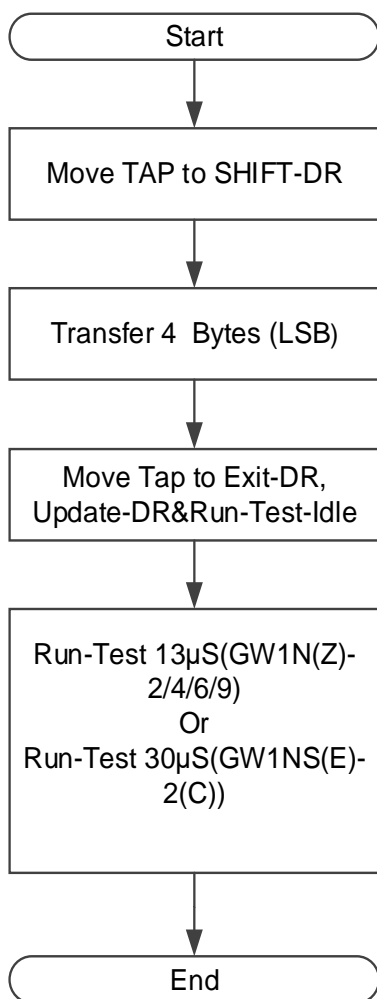 Start
Move TAP to SHIFT-DR
Transfer 4 Bytes (LSB)
Move Tap to Exit-DR,
Update-DR&Run-Test-Idle
Run-Test 13µS(GW1N(Z)-
2/4/6/9)
Or
Run-Test 30µS(GW1NS(E)-
2(C))
End